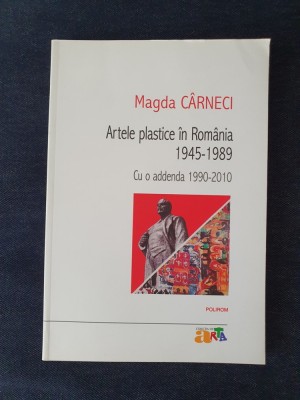 Magda CÂRNECI
Artele plastice în România
1945-1989
Cu o addenda 1990-2010
POLIROM
ARTA